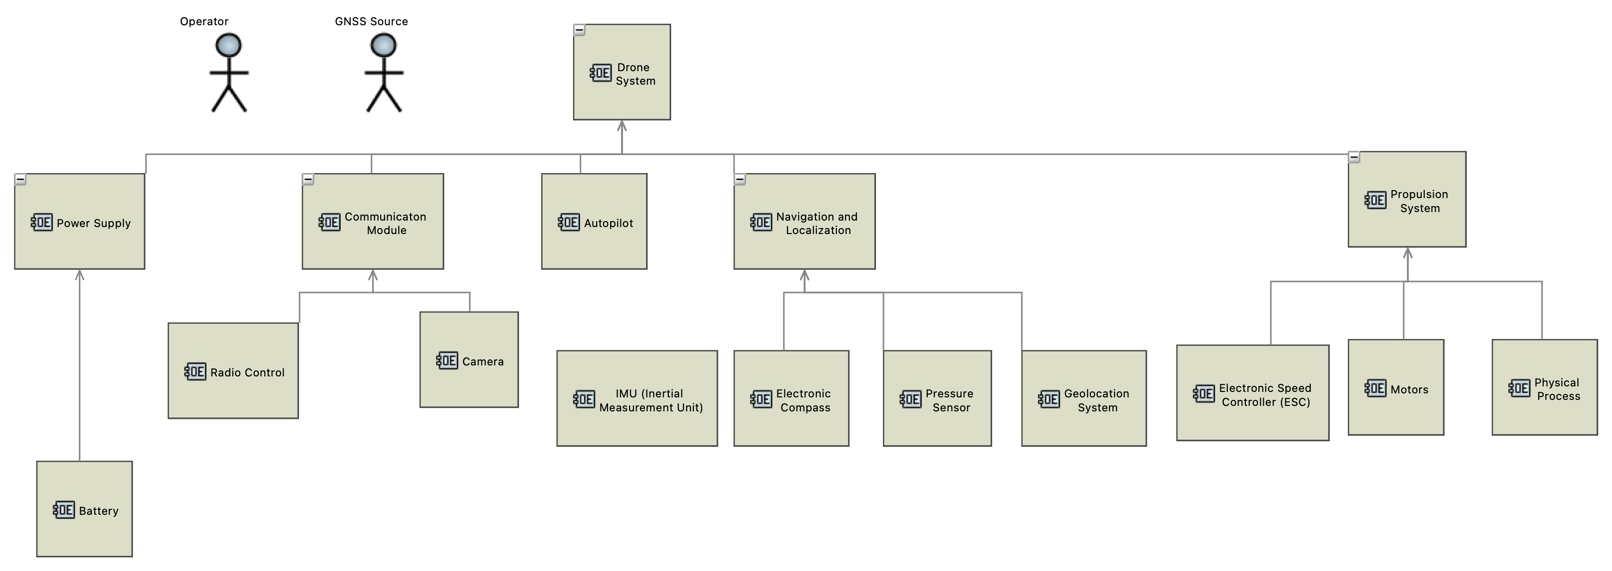 Operator
GNSS Source
OE
Drone
System
OE
Power Supply
OE
Communicaton
Module
OE
Autopilot
OE
Navigation and
Localization
OE
Propulsion
System
OE
Radio Control
OE
Camera
OE
IMU (Inertial
Measurement Unit)
OE
Electronic
Compass
OE
Pressure
Sensor
OE
Geolocation
System
OE
Electronic Speed
Controller (ESC)
OE
Motors
OE
Physical
Process
OE
Battery